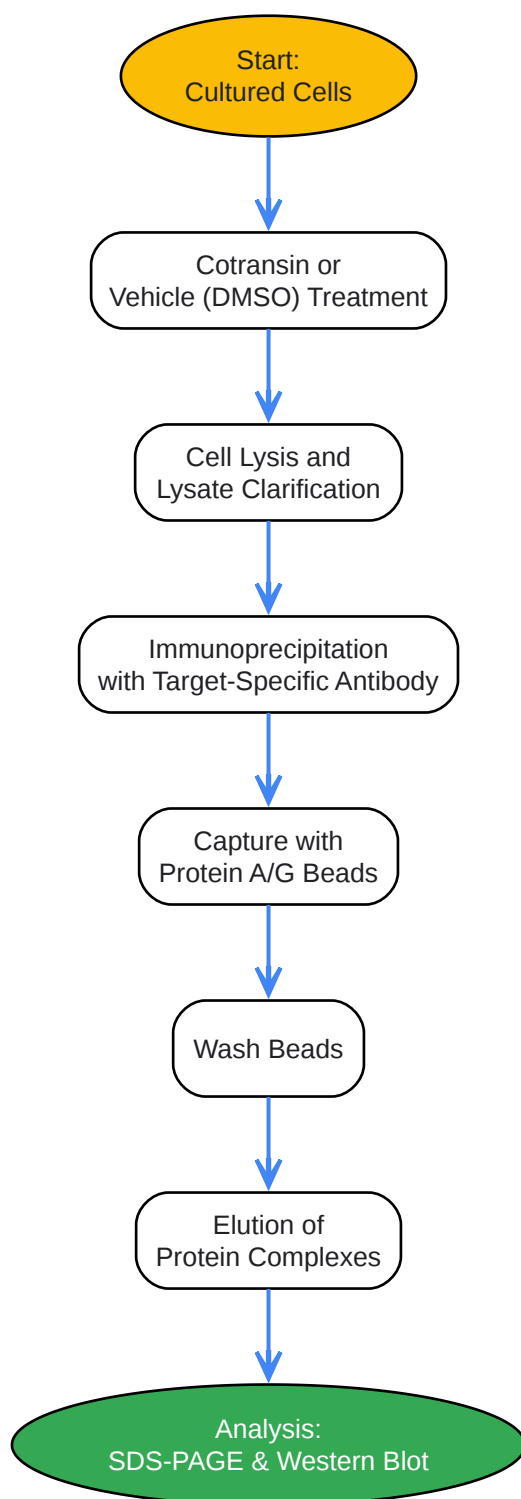 Start:
Cultured Cells
Cotransin or
Vehicle (DMSO) Treatment
Cell Lysis and
Lysate Clarification
Immunoprecipitation
with Target-Specific Antibody
Capture with
Protein A/G Beads
Wash Beads
Elution of
Protein Complexes
Analysis:
SDS-PAGE & Western Blot